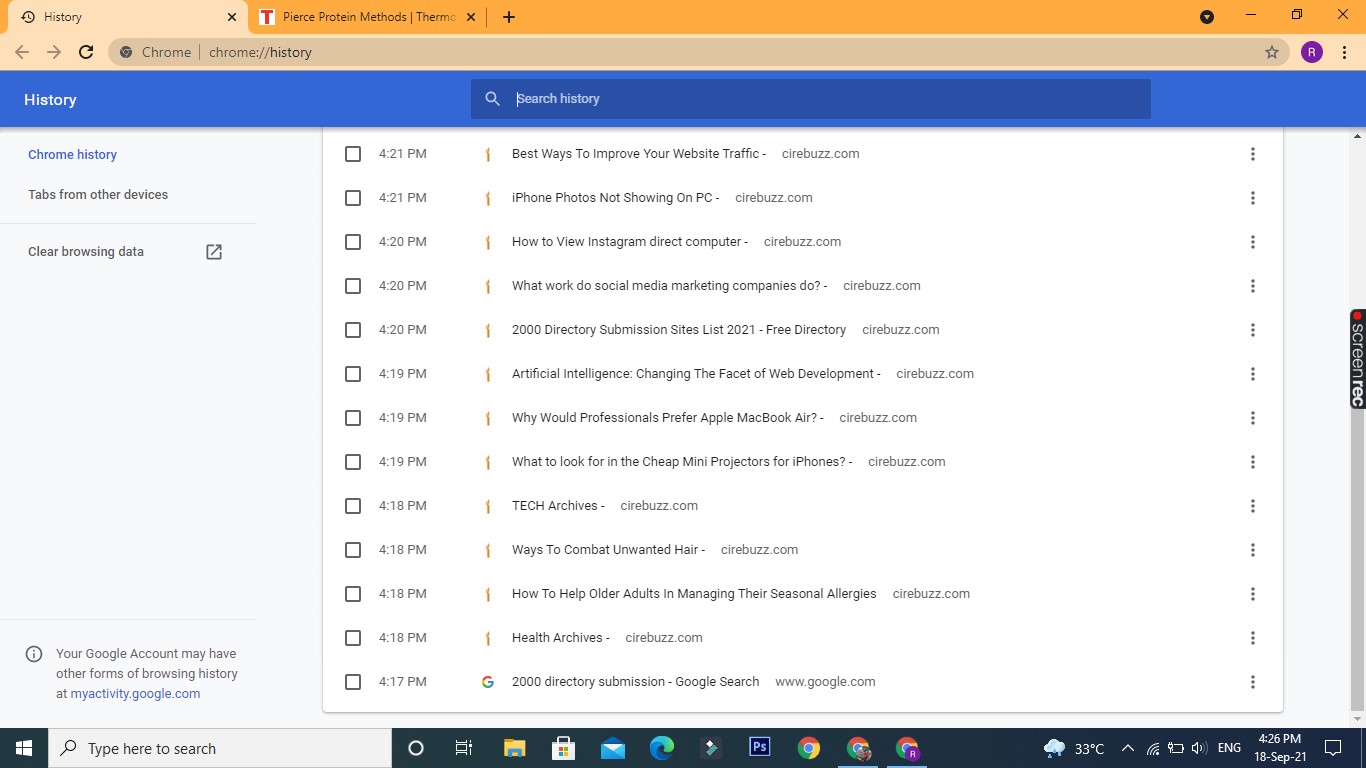 History
Pierce Protein Methods | Thermo
Chrome
chrome://history
R
History
Search history
Chrome history
Tabs from other devices
Clear browsing data
4:21 PM Best Ways To Improve Your Website Traffic - cirebuzz.com
4:21 PM iPhone Photos Not Showing On PC - cirebuzz.com
4:20 PM How to View Instagram direct computer - cirebuzz.com
4:20 PM What work do social media marketing companies do? - cirebuzz.com
4:20 PM 2000 Directory Submission Sites List 2021 - Free Directory cirebuzz.com
4:19 PM Artificial Intelligence: Changing The Facet of Web Development - cirebuzz.com
4:19 PM Why Would Professionals Prefer Apple MacBook Air? - cirebuzz.com
4:19 PM What to look for in the Cheap Mini Projectors for iPhones? - cirebuzz.com
4:18 PM TECH Archives - cirebuzz.com
4:18 PM Ways To Combat Unwanted Hair - cirebuzz.com
4:18 PM How To Help Older Adults In Managing Their Seasonal Allergies cirebuzz.com
4:18 PM Health Archives - cirebuzz.com
4:17 PM 2000 directory submission - Google Search www.google.com
Your Google Account may have
other forms of browsing history
at myactivity.google.com
screenrec
Type here to search
Ps
R
33°C
ENG
4:26 PM
18-Sep-21